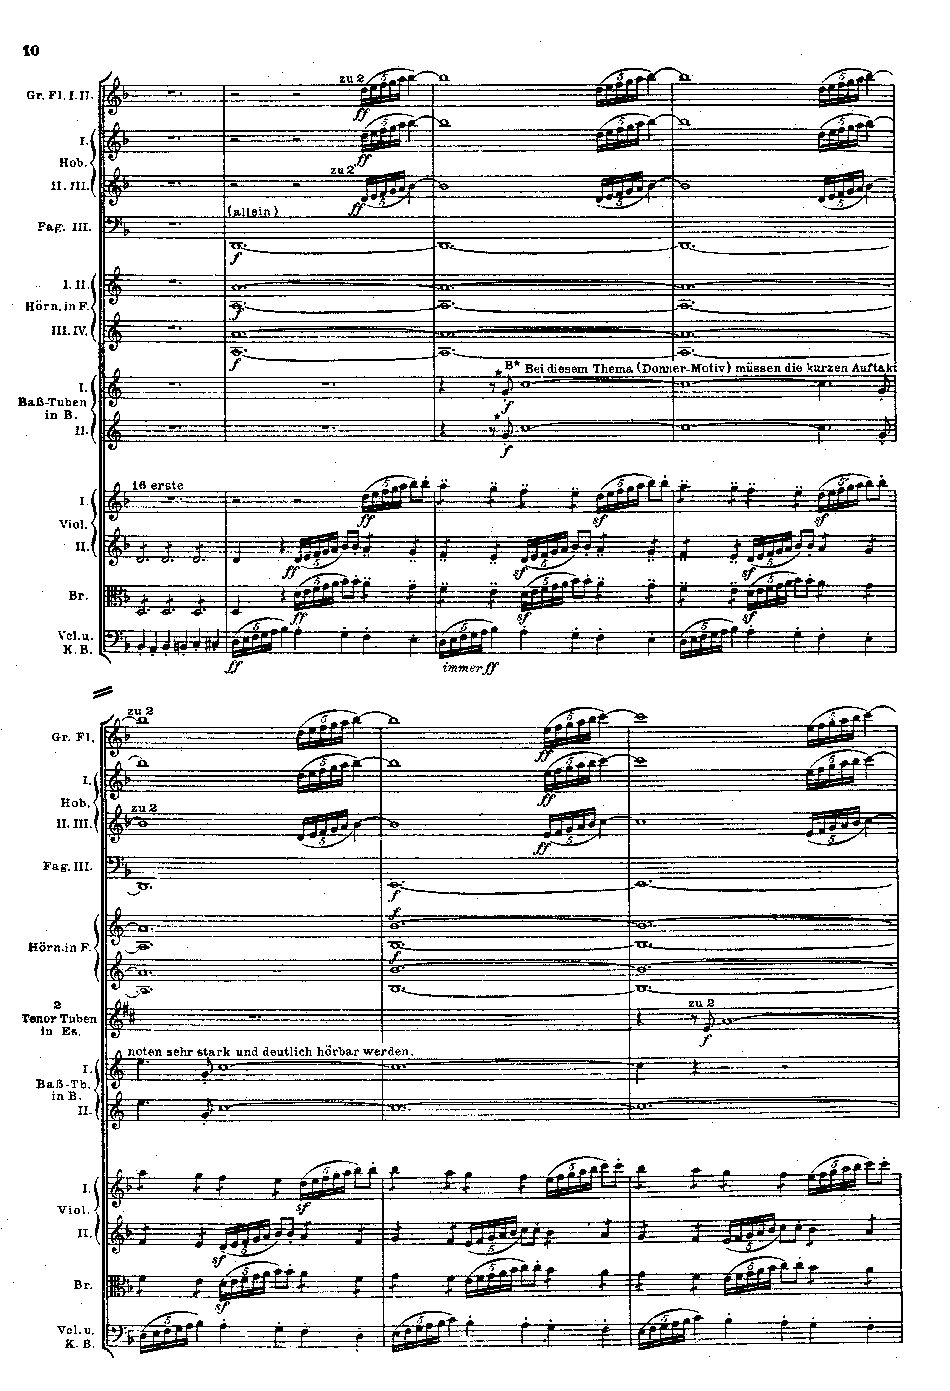 10
zu 2
Gr. Fl. I. II.
ff
I.
Hob.
ff
zu 2
II. III.
ff
(allein)
Fag. III.
f
I. II.
Hörn. in F.
f
III. IV.
f
B* Bei diesem Thema (Donner-Motiv) müssen die kurzen Auftakt
I.
Baß-Tuben
in B.
f
II.
f
16 erste
I.
Viol.
ff sf sf
II.
ff sf sf
Br.
ff sf sf
Vcl. u.
K. B.
ff immer ff
zu 2
Gr. Fl.
ff
I.
Hob.
ff
zu 2
II. III.
ff
Fag. III.
f
f
Hörn. in F.
f
2
Tenor Tuben
in Es.
zu 2
f
noten sehr stark und deutlich hörbar werden.
I.
Baß-Tb.
in B.
II.
I.
Viol.
sf
II.
sf
Br.
sf
Vcl. u.
K. B.